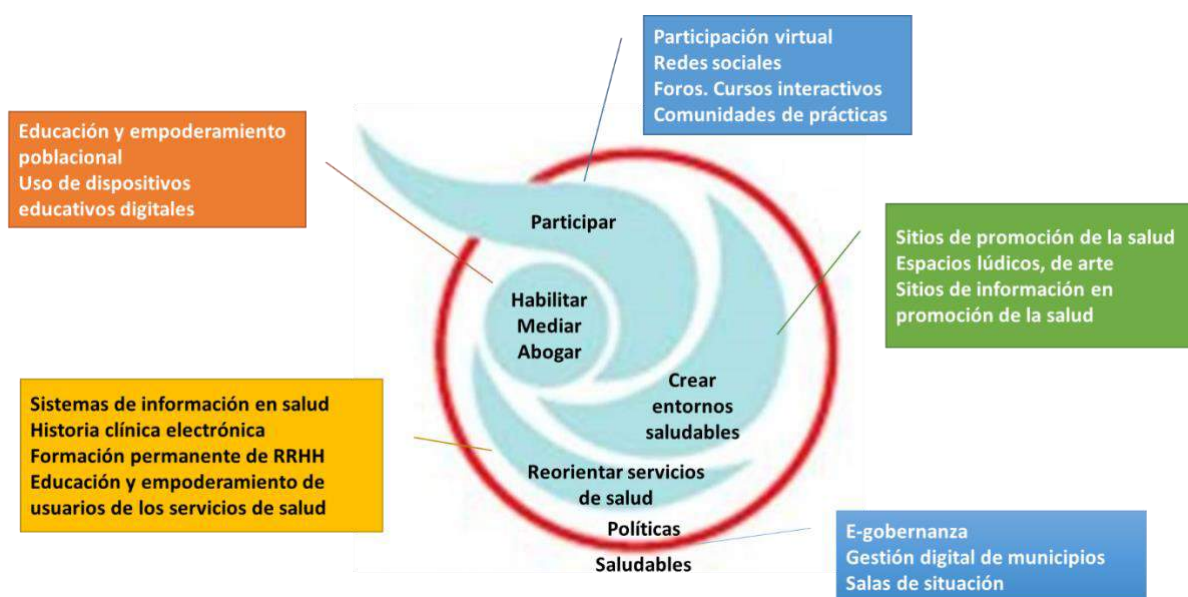 Participación virtual
Redes sociales
Foros. Cursos interactivos
Comunidades de prácticas
Educación y empoderamiento
poblacional
Uso de dispositivos
educativos digitales
Participar
Sitios de promoción de la salud
Espacios lúdicos, de arte
Sitios de información en
promoción de la salud
Habilitar
Mediar
Abogar
Crear
entornos
saludables
Sistemas de información en salud
Historia clínica electrónica
Formación permanente de RRHH
Educación y empoderamiento de
usuarios de los servicios de salud
Reorientar servicios
de salud
Políticas
Saludables
E-gobernanza
Gestión digital de municipios
Salas de situación